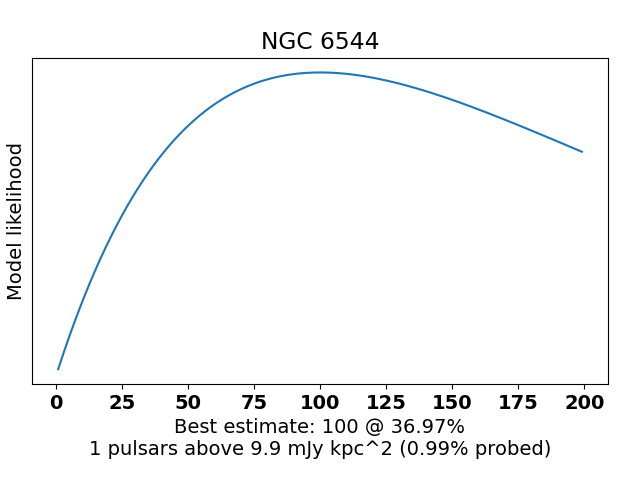 NGC 6544
Model likelihood
0 25 50 75 100 125 150 175 200
Best estimate: 100 @ 36.97%
1 pulsars above 9.9 mJy kpc^2 (0.99% probed)